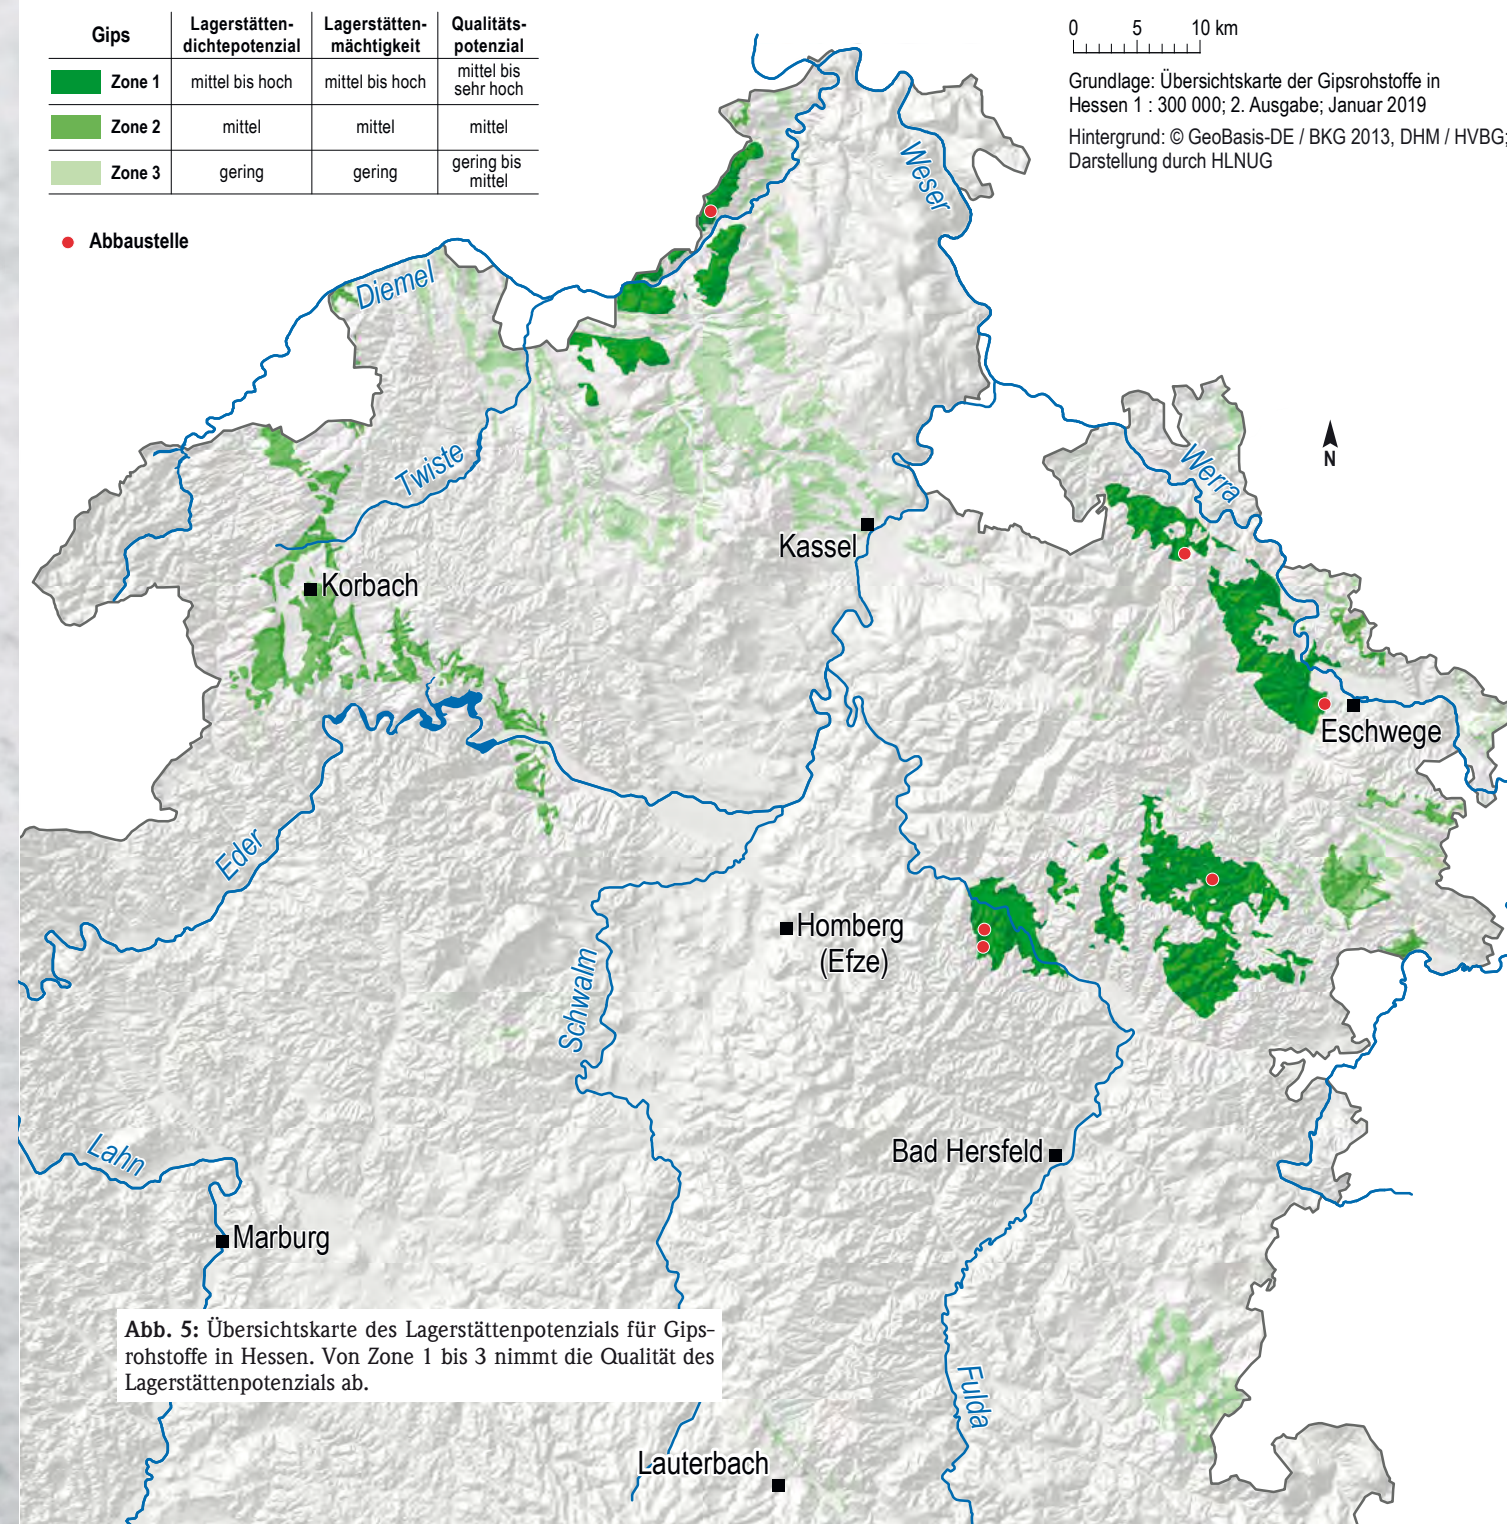 Gips
Lagerstätten-
dichtepotenzial
Lagerstätten-
mächtigkeit
Qualitäts-
potenzial
Zone 1
mittel bis hoch
mittel bis hoch
mittel bis
sehr hoch
Zone 2
mittel
mittel
mittel
Zone 3
gering
gering
gering bis
mittel
Abbaustelle
0 5 10 km
Grundlage: Übersichtskarte der Gipsrohstoffe in
Hessen 1 : 300 000; 2. Ausgabe; Januar 2019
Hintergrund: © GeoBasis-DE / BKG 2013, DHM / HVBG;
Darstellung durch HLNUG
Weser
Diemel
Twiste
Werra
N
Kassel
Korbach
Eschwege
Eder
Homberg
(Efze)
Schwalm
Lahn
Bad Hersfeld
Marburg
Abb. 5: Übersichtskarte des Lagerstättenpotenzials für Gips-
rohstoffe in Hessen. Von Zone 1 bis 3 nimmt die Qualität des
Lagerstättenpotenzials ab.
Fulda
Lauterbach